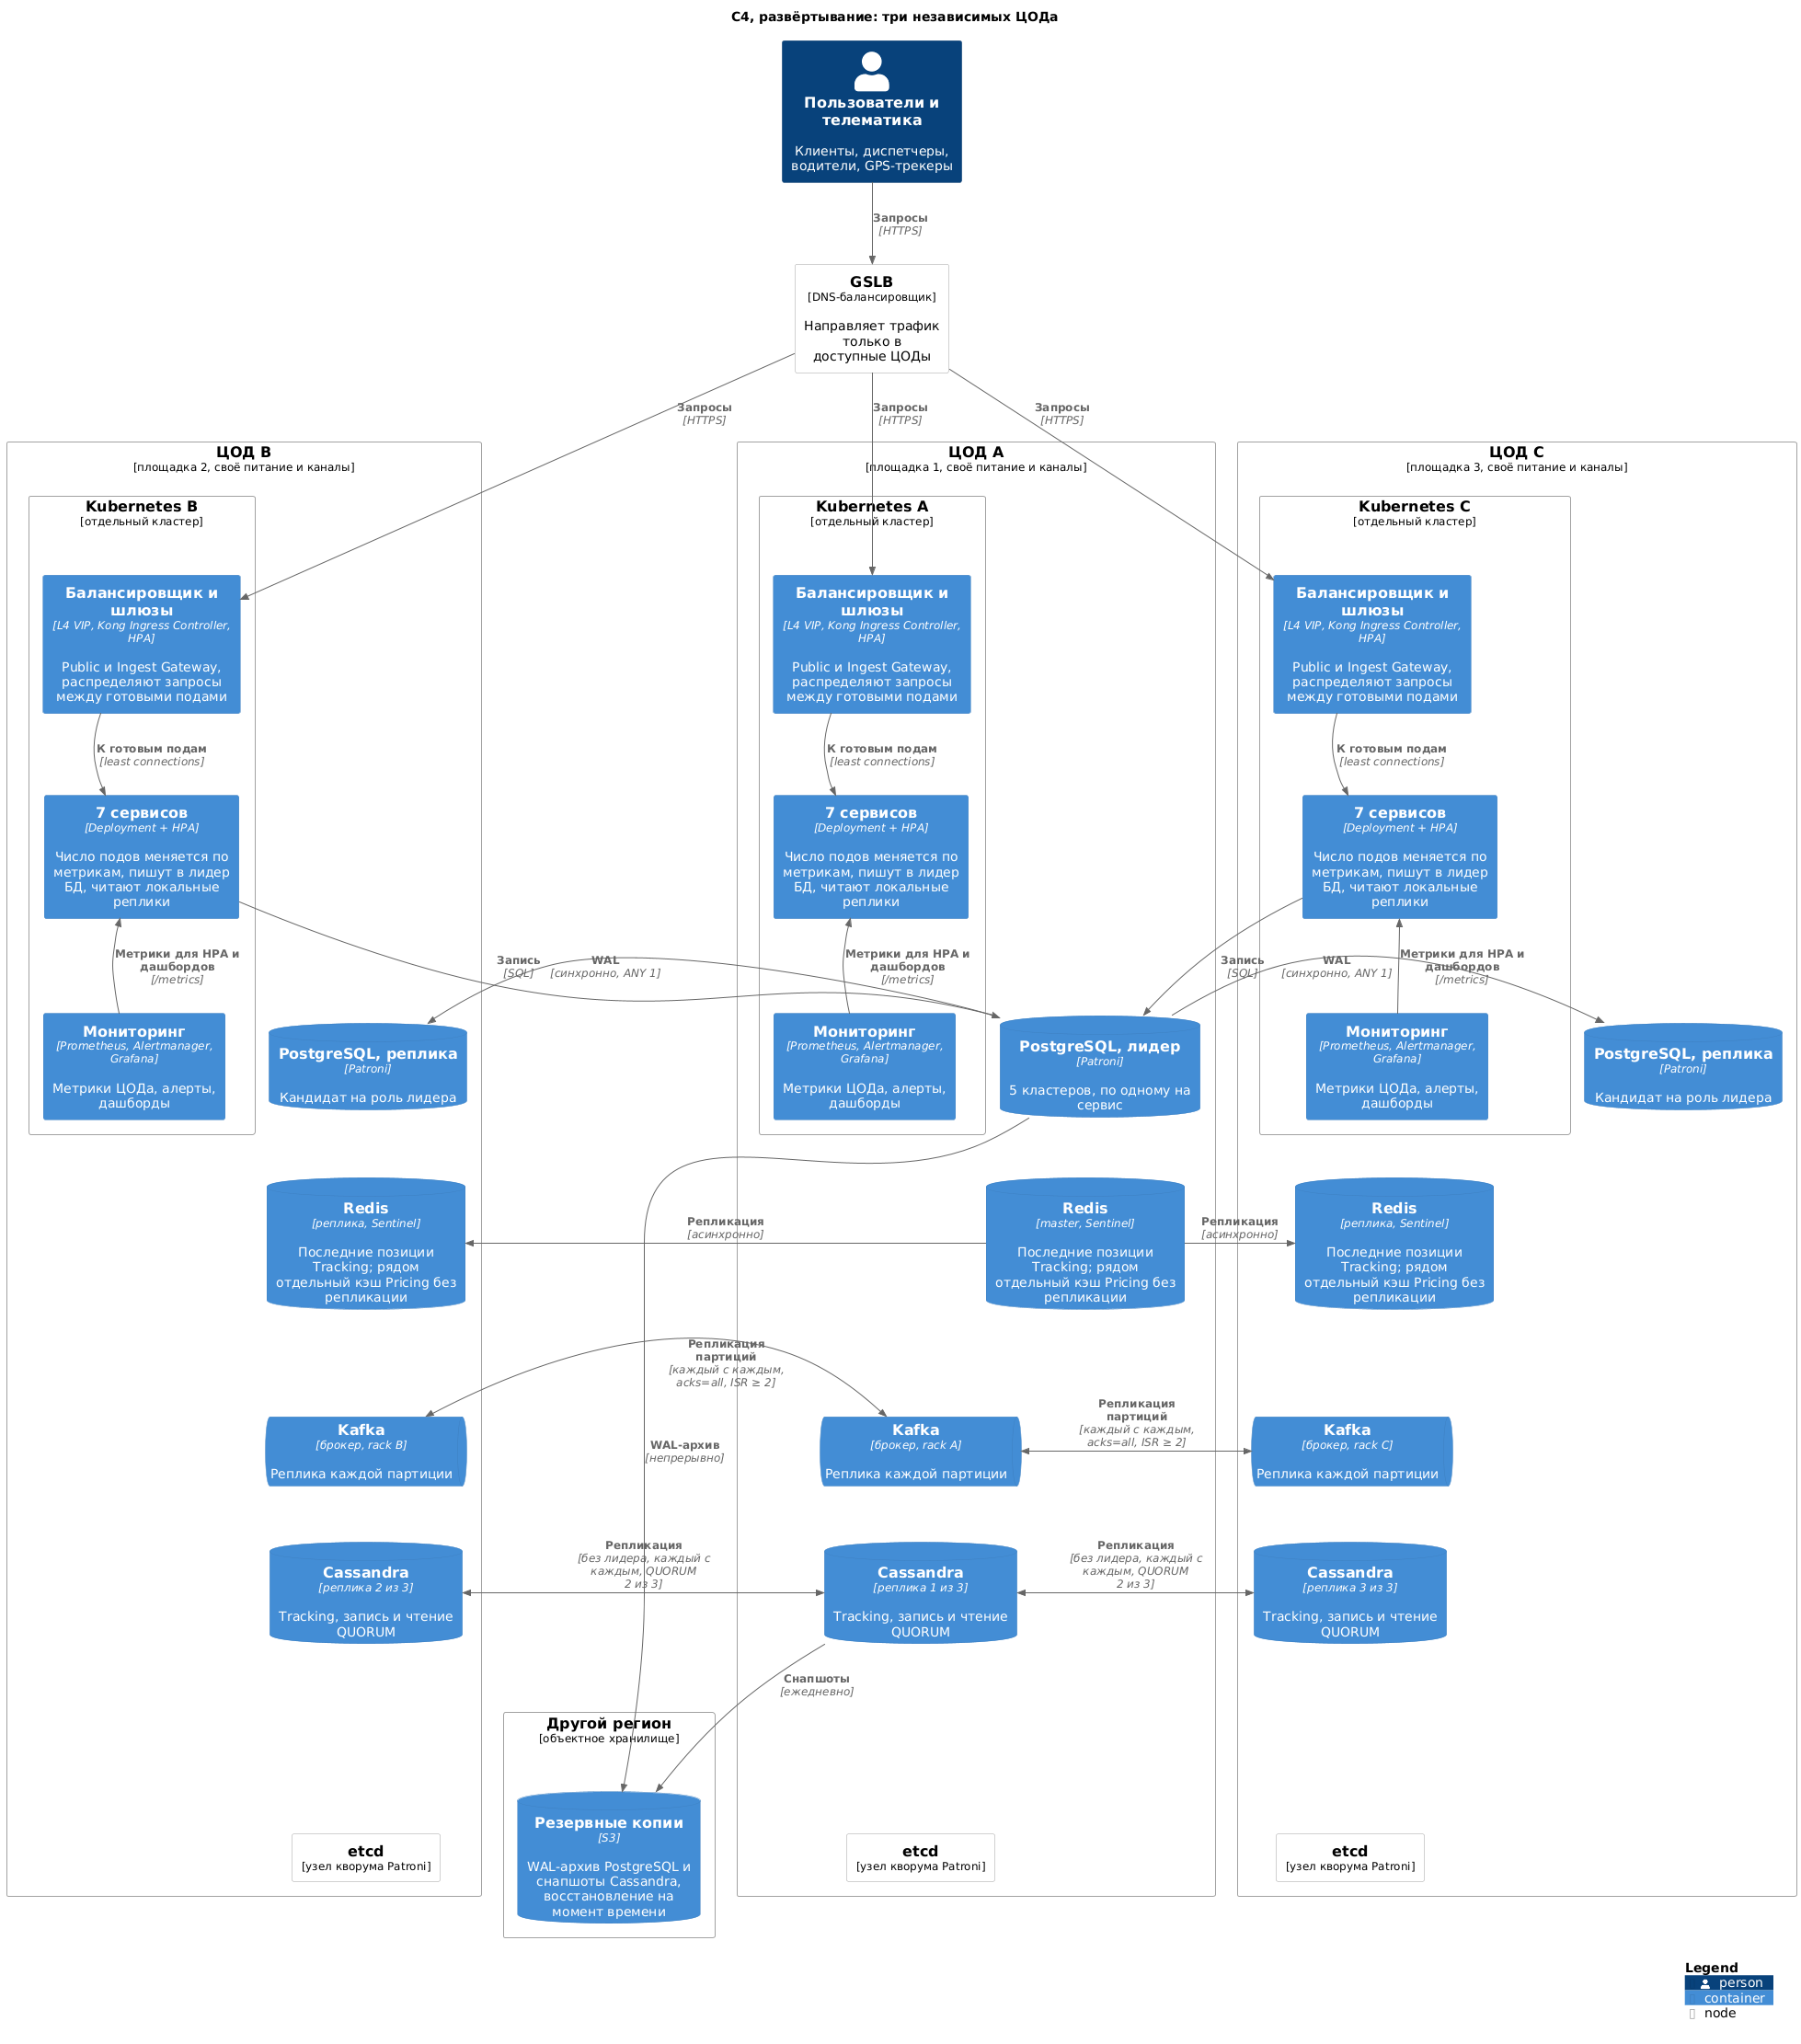 C4, развёртывание: три независимых ЦОДа
Пользователи и
телематика
Клиенты, диспетчеры,
водители, GPS-трекеры
Запросы
[HTTPS]
GSLB
[DNS-балансировщик]
Направляет трафик
только в
доступные ЦОДы
Запросы
[HTTPS]
Запросы
[HTTPS]
Запросы
[HTTPS]
ЦОД B
[площадка 2, своё питание и каналы]
Kubernetes B
[отдельный кластер]
Балансировщик и
шлюзы
[L4 VIP, Kong Ingress Controller,
HPA]
Public и Ingest Gateway,
распределяют запросы
между готовыми подами
К готовым подам
[least connections]
7 сервисов
[Deployment + HPA]
Число подов меняется по
метрикам, пишут в лидер
БД, читают локальные
реплики
Метрики для HPA и
дашбордов
[/metrics]
Мониторинг
[Prometheus, Alertmanager,
Grafana]
Метрики ЦОДа, алерты,
дашборды
PostgreSQL, реплика
[Patroni]
Кандидат на роль лидера
Запись
[SQL]
WAL
[синхронно, ANY 1]
ЦОД A
[площадка 1, своё питание и каналы]
Kubernetes A
[отдельный кластер]
Балансировщик и
шлюзы
[L4 VIP, Kong Ingress Controller,
HPA]
Public и Ingest Gateway,
распределяют запросы
между готовыми подами
К готовым подам
[least connections]
7 сервисов
[Deployment + HPA]
Число подов меняется по
метрикам, пишут в лидер
БД, читают локальные
реплики
Метрики для HPA и
дашбордов
[/metrics]
Мониторинг
[Prometheus, Alertmanager,
Grafana]
Метрики ЦОДа, алерты,
дашборды
PostgreSQL, лидер
[Patroni]
5 кластеров, по одному на
сервис
ЦОД C
[площадка 3, своё питание и каналы]
Kubernetes C
[отдельный кластер]
Балансировщик и
шлюзы
[L4 VIP, Kong Ingress Controller,
HPA]
Public и Ingest Gateway,
распределяют запросы
между готовыми подами
К готовым подам
[least connections]
7 сервисов
[Deployment + HPA]
Число подов меняется по
метрикам, пишут в лидер
БД, читают локальные
реплики
Запись
[SQL]
WAL
[синхронно, ANY 1]
Метрики для HPA и
дашбордов
[/metrics]
Мониторинг
[Prometheus, Alertmanager,
Grafana]
Метрики ЦОДа, алерты,
дашборды
PostgreSQL, реплика
[Patroni]
Кандидат на роль лидера
Redis
[реплика, Sentinel]
Последние позиции
Tracking; рядом
отдельный кэш Pricing без
репликации
Репликация
[асинхронно]
Redis
[master, Sentinel]
Последние позиции
Tracking; рядом
отдельный кэш Pricing без
репликации
Репликация
[асинхронно]
Redis
[реплика, Sentinel]
Последние позиции
Tracking; рядом
отдельный кэш Pricing без
репликации
Kafka
[брокер, rack B]
Реплика каждой партиции
Репликация
партиций
[каждый с каждым,
acks=all, ISR ≥ 2]
WAL-архив
[непрерывно]
Kafka
[брокер, rack A]
Реплика каждой партиции
Репликация
партиций
[каждый с каждым,
acks=all, ISR ≥ 2]
Kafka
[брокер, rack C]
Реплика каждой партиции
Cassandra
[реплика 2 из 3]
Tracking, запись и чтение
QUORUM
Репликация
[без лидера, каждый с
каждым, QUORUM
2 из 3]
Cassandra
[реплика 1 из 3]
Tracking, запись и чтение
QUORUM
Репликация
[без лидера, каждый с
каждым, QUORUM
2 из 3]
Cassandra
[реплика 3 из 3]
Tracking, запись и чтение
QUORUM
Снапшоты
[ежедневно]
Другой регион
[объектное хранилище]
Резервные копии
[S3]
WAL-архив PostgreSQL и
снапшоты Cassandra,
восстановление на
момент времени
etcd
[узел кворума Patroni]
etcd
[узел кворума Patroni]
etcd
[узел кворума Patroni]
Legend
person
container
node